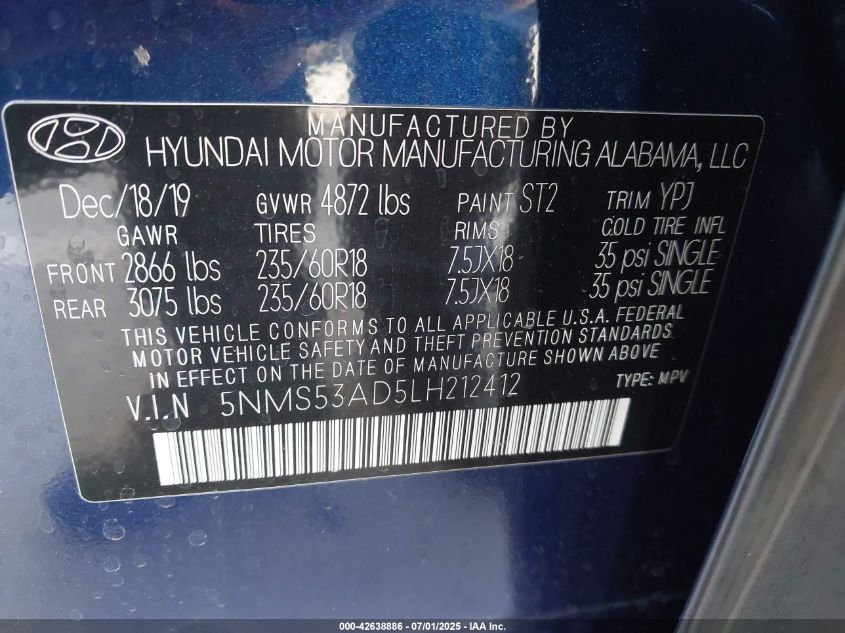 MANUFACTURED BY
HYUNDAI MOTOR MANUFACTURING ALABAMA, LLC
Dec/18/19 GVWR 4872 lbs PAINT ST2 TRIM YPJ
GAWR TIRES RIMS COLD TIRE INFL
FRONT 2866 lbs 235/60R18 7.5JX18 35 psi SINGLE
REAR 3075 lbs 235/60R18 7.5JX18 35 psi SINGLE
THIS VEHICLE CONFORMS TO ALL APPLICABLE U.S.A. FEDERAL
MOTOR VEHICLE SAFETY AND THEFT PREVENTION STANDARDS
IN EFFECT ON THE DATE OF MANUFACTURE SHOWN ABOVE
V.I.N 5NMS53AD5LH212412 TYPE: MPV
000-42638886 - 07/01/2025 - IAA Inc.